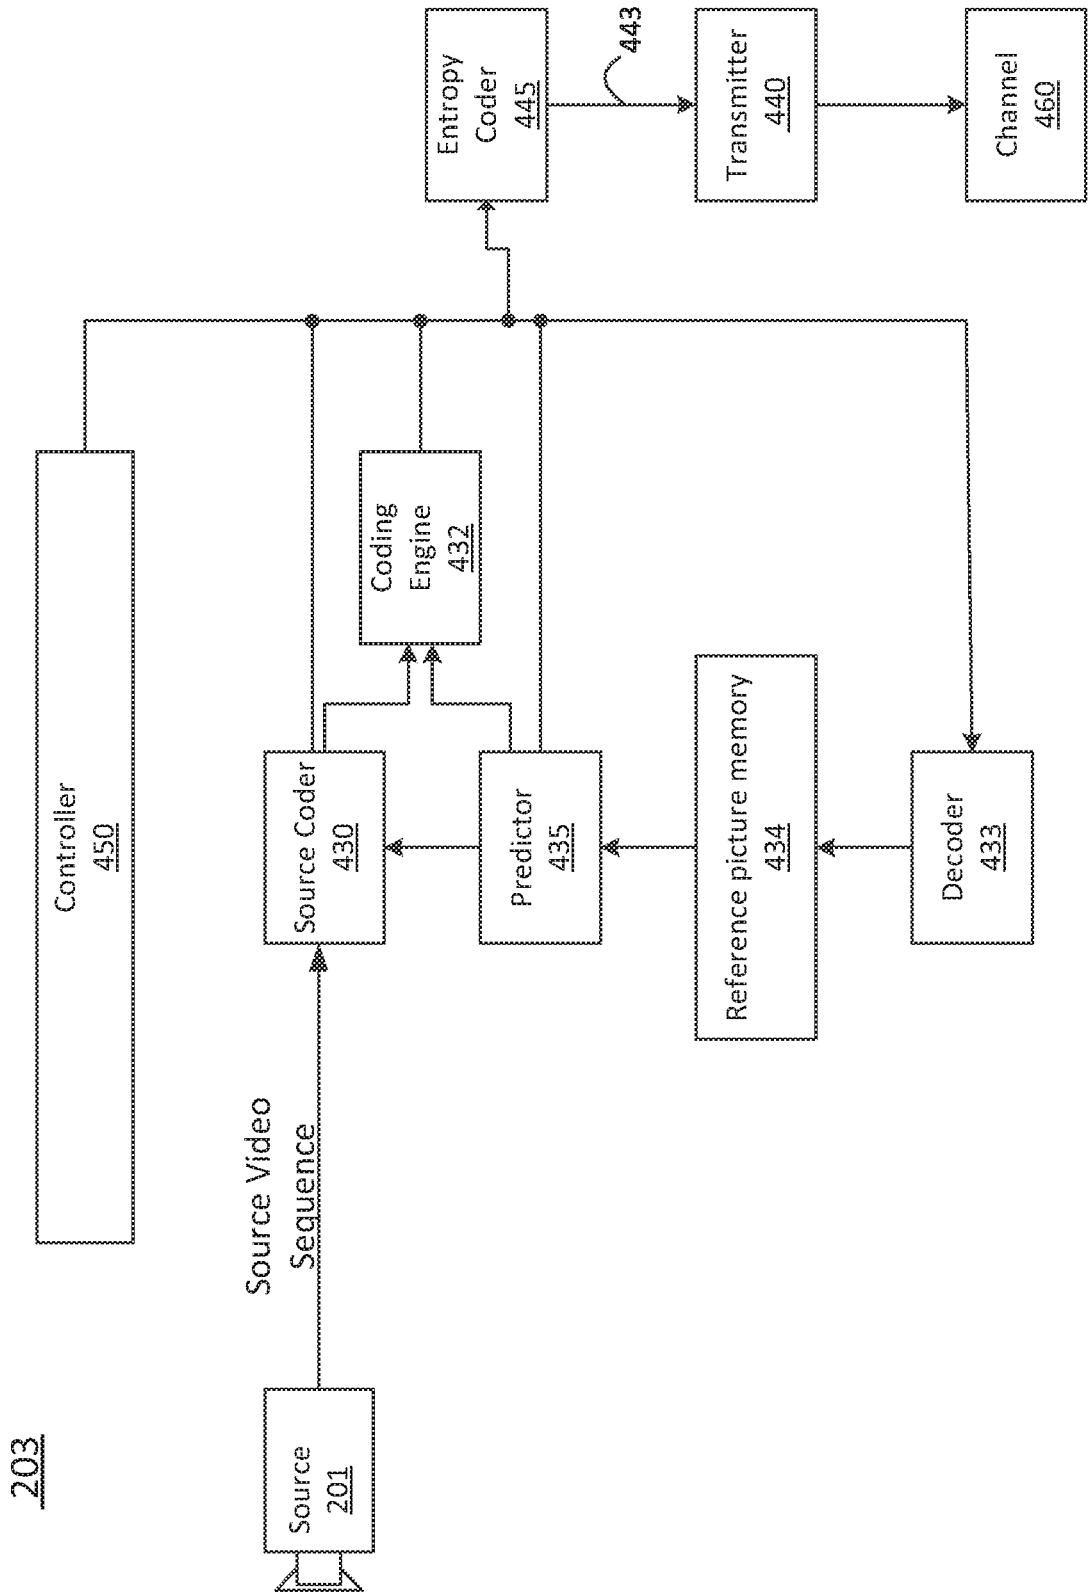 203
Controller
450
Source
201
Source Video
Sequence
Source Coder
430
Coding
Engine
432
Predictor
435
Reference picture memory
434
Decoder
433
Entropy
Coder
445
443
Transmitter
440
Channel
460